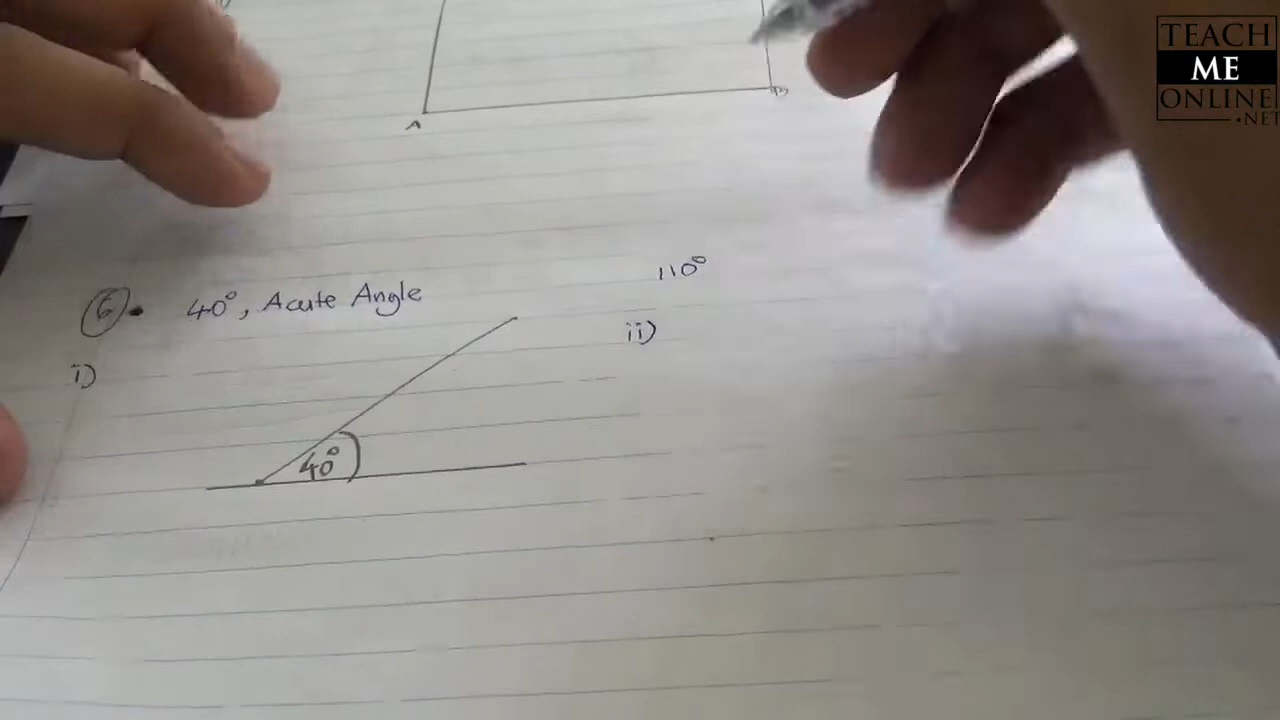 TEACH
ME
ONLINE
.NET
A
B
110°
6. 40°, Acute Angle
ii)
i)
40°